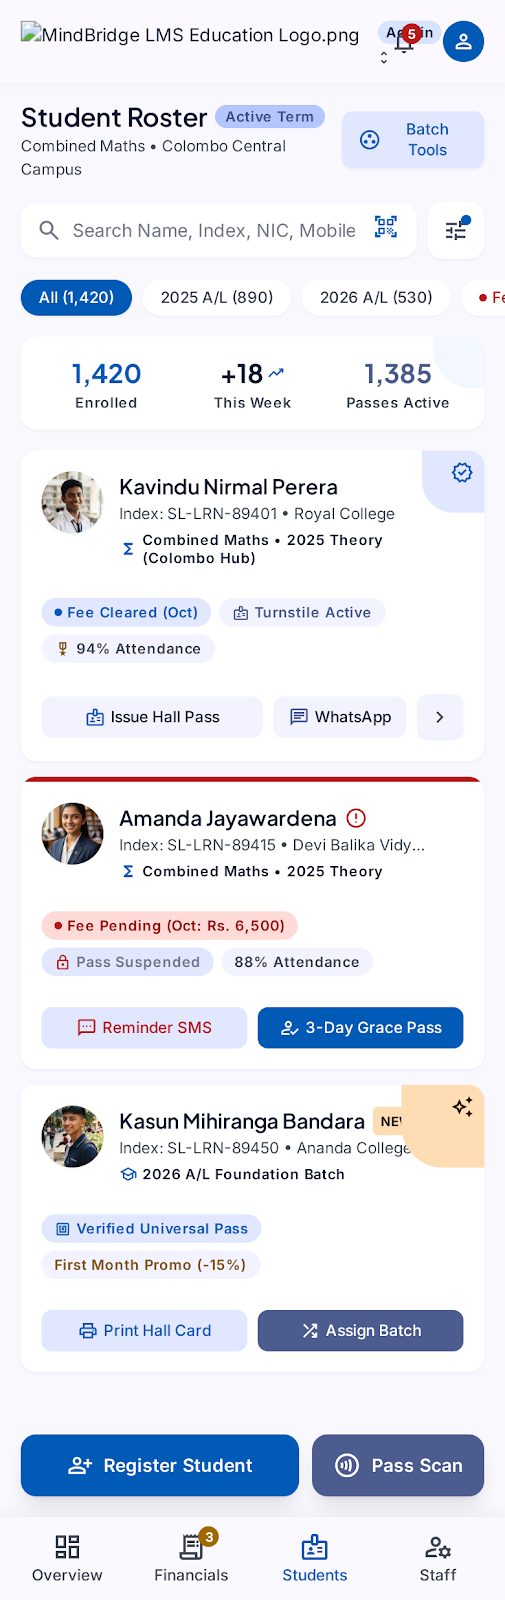 MindBridge LMS Education Logo.png
5
Student Roster
Active Term
Combined Maths • Colombo Central
Campus
Batch
Tools
Search Name, Index, NIC, Mobile
All (1,420)
2025 A/L (890)
2026 A/L (530)
1,420
Enrolled
+18
This Week
1,385
Passes Active
Kavindu Nirmal Perera
Index: SL-LRN-89401 • Royal College
Combined Maths • 2025 Theory
(Colombo Hub)
Fee Cleared (Oct)
Turnstile Active
94% Attendance
Issue Hall Pass
WhatsApp
Amanda Jayawardena
Index: SL-LRN-89415 • Devi Balika Vidy...
Combined Maths • 2025 Theory
Fee Pending (Oct: Rs. 6,500)
Pass Suspended
88% Attendance
Reminder SMS
3-Day Grace Pass
Kasun Mihiranga Bandara
Index: SL-LRN-89450 • Ananda College
2026 A/L Foundation Batch
Verified Universal Pass
First Month Promo (-15%)
Print Hall Card
Assign Batch
Register Student
Pass Scan
Overview
3
Financials
Students
Staff